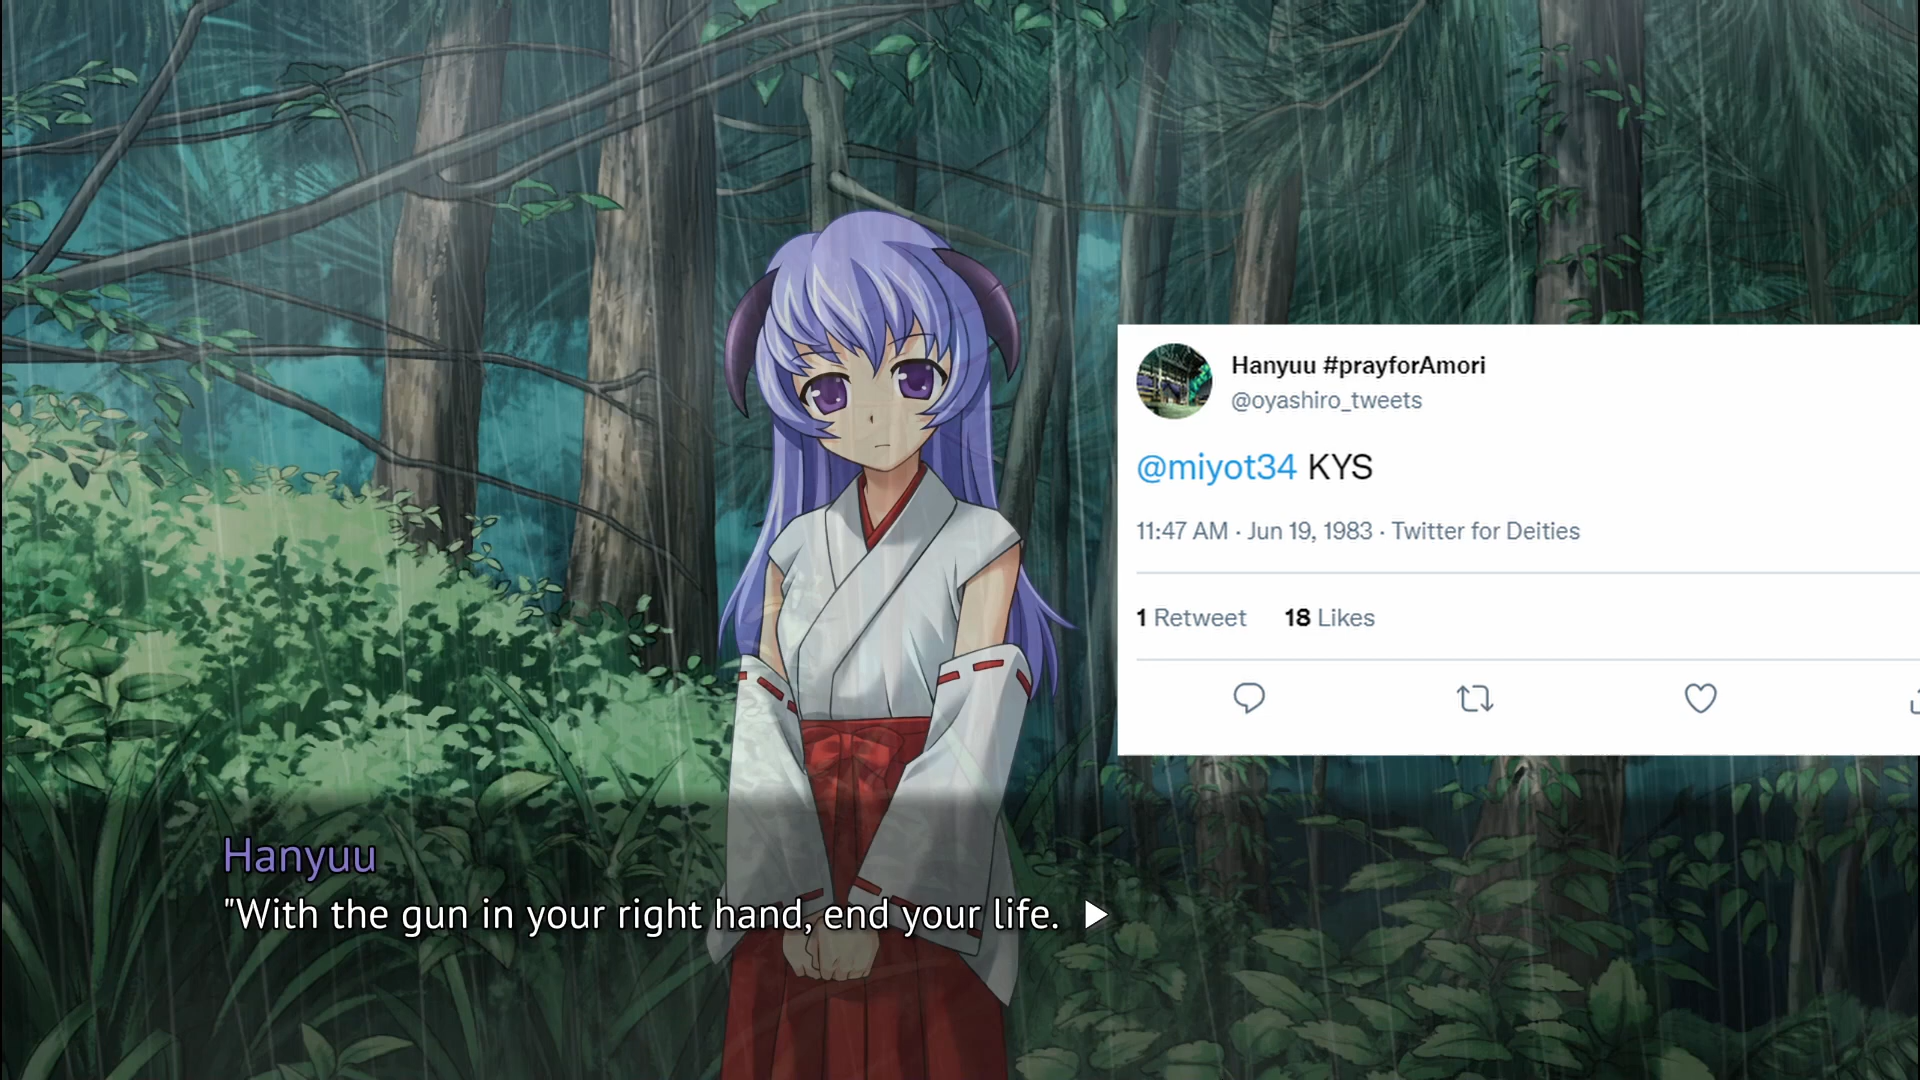 Hanyuu #prayforAmori
@oyashiro_tweets
@miyot34 KYS
11:47 AM · Jun 19, 1983 · Twitter for Deities
1 Retweet 18 Likes
Hanyuu
"With the gun in your right hand, end your life.